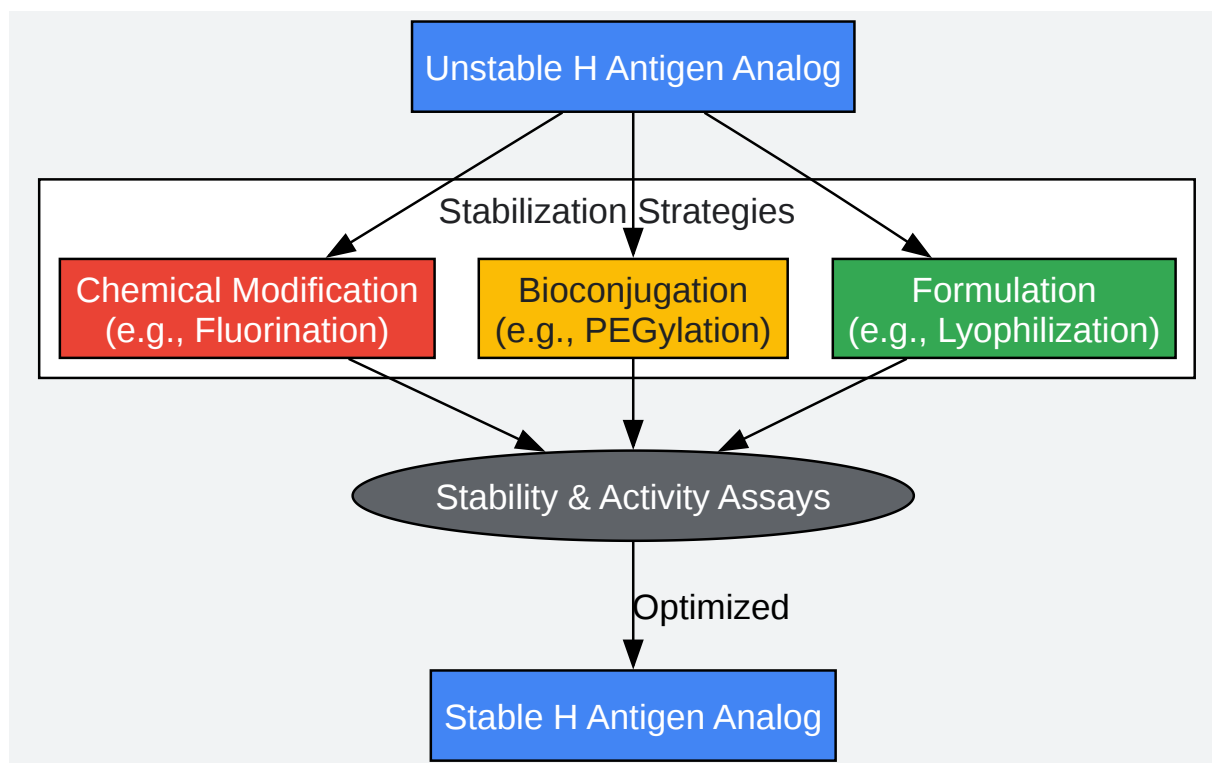 Unstable H Antigen Analog
Stabilization Strategies
Chemical Modification
(e.g., Fluorination)
Bioconjugation
(e.g., PEGylation)
Formulation
(e.g., Lyophilization)
Stability & Activity Assays
Optimized
Stable H Antigen Analog